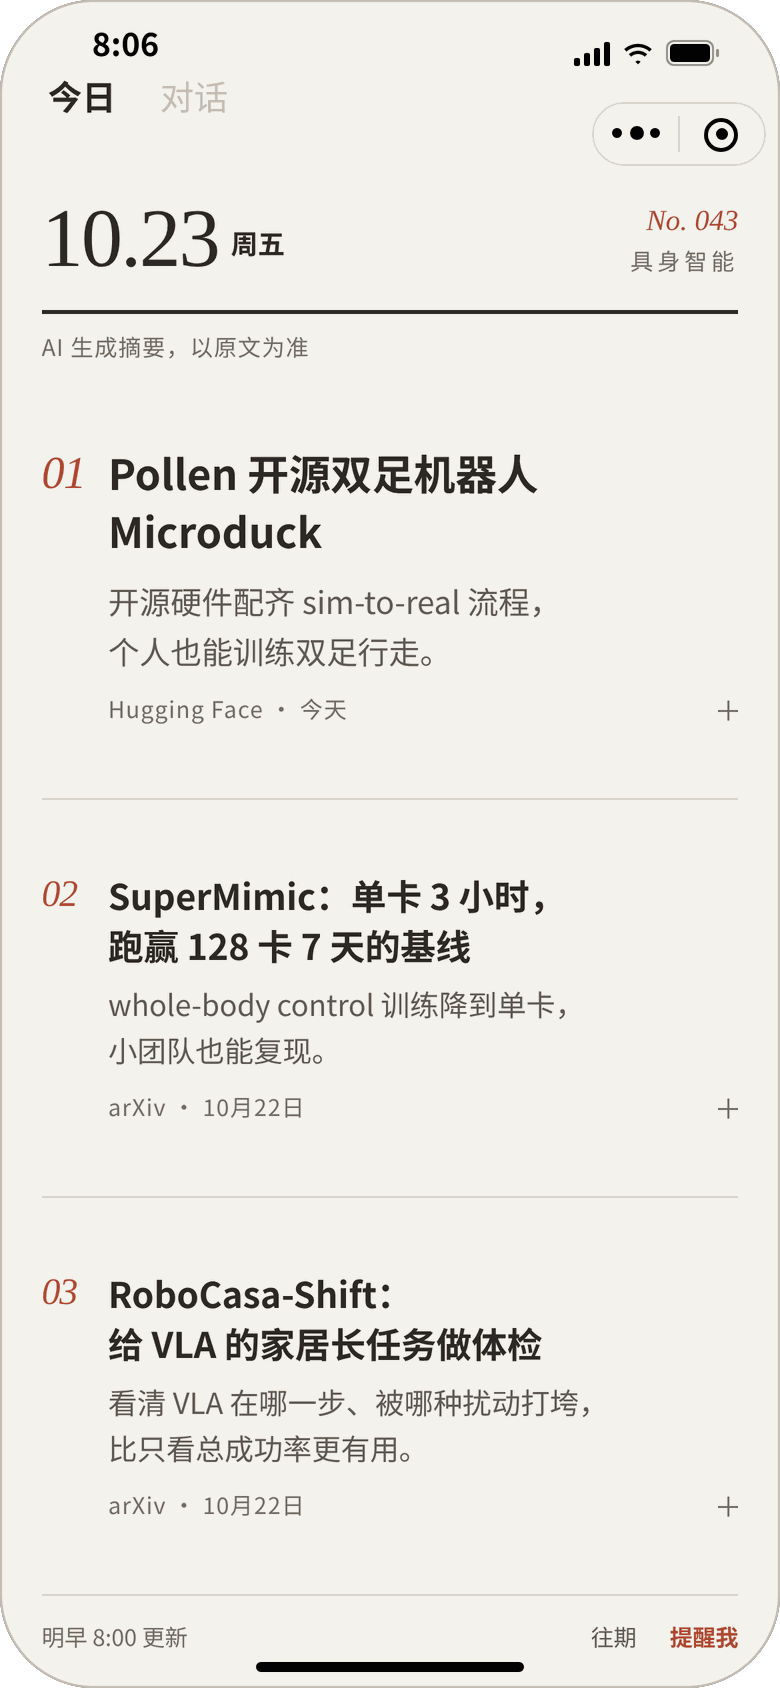 8:06
今日 对话
10.23 周五
No. 043
具身智能
AI 生成摘要，以原文为准
01 Pollen 开源双足机器人
Microduck
开源硬件配齐 sim-to-real 流程，
个人也能训练双足行走。
Hugging Face · 今天
02 SuperMimic：单卡 3 小时，
跑赢 128 卡 7 天的基线
whole-body control 训练降到单卡，
小团队也能复现。
arXiv · 10月22日
03 RoboCasa-Shift：
给 VLA 的家居长任务做体检
看清 VLA 在哪一步、被哪种扰动打垮，
比只看总成功率更有用。
arXiv · 10月22日
明早 8:00 更新 往期 提醒我